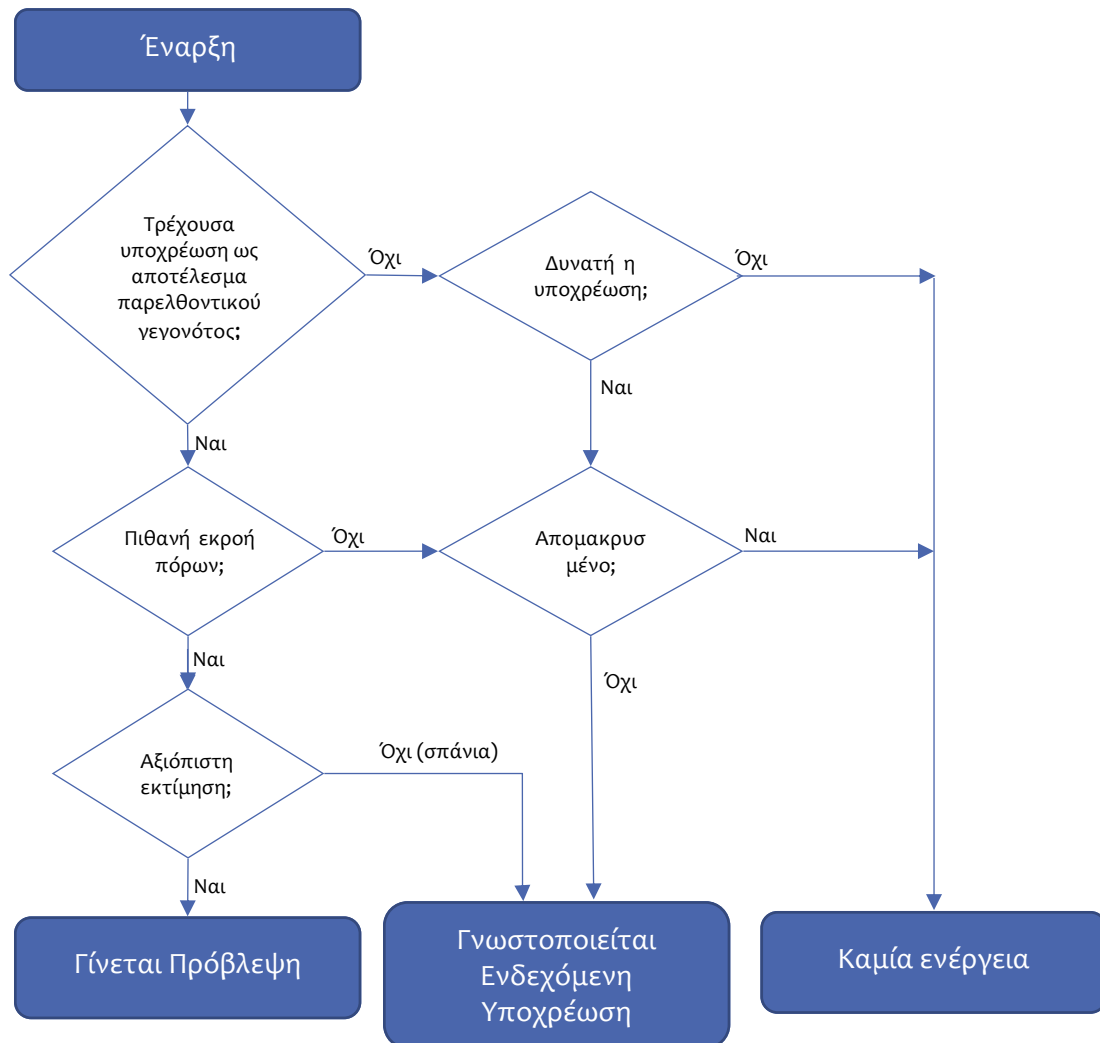 Έναρξη
Τρέχουσα
υποχρέωση ως
αποτέλεσμα
παρελθοντικού
γεγονότος;
Όχι
Δυνατή η
υποχρέωση;
Όχι
Ναι
Ναι
Πιθανή εκροή
πόρων;
Όχι
Απομακρυσ
μένο;
Ναι
Ναι
Όχι
Αξιόπιστη
εκτίμηση;
Όχι (σπάνια)
Ναι
Γίνεται Πρόβλεψη
Γνωστοποιείται
Ενδεχόμενη
Υποχρέωση
Καμία ενέργεια